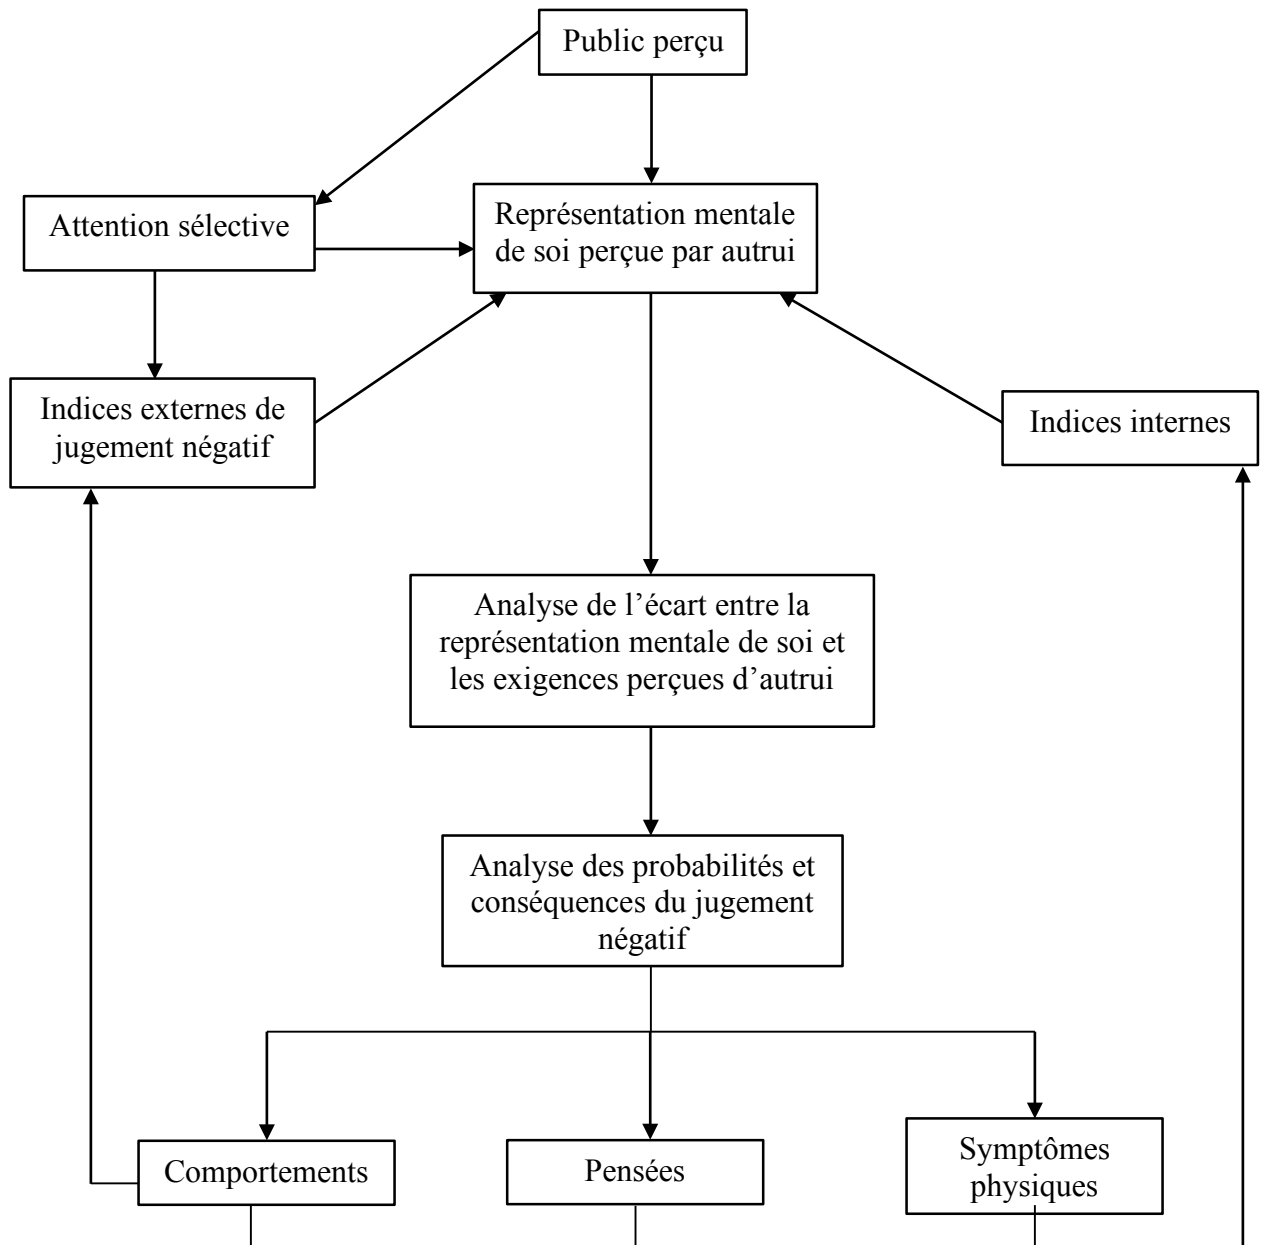 Public perçu
Attention sélective
Représentation mentale
de soi perçue par autrui
Indices externes de
jugement négatif
Indices internes
Analyse de l’écart entre la
représentation mentale de soi et
les exigences perçues d’autrui
Analyse des probabilités et
conséquences du jugement
négatif
Comportements
Pensées
Symptômes
physiques